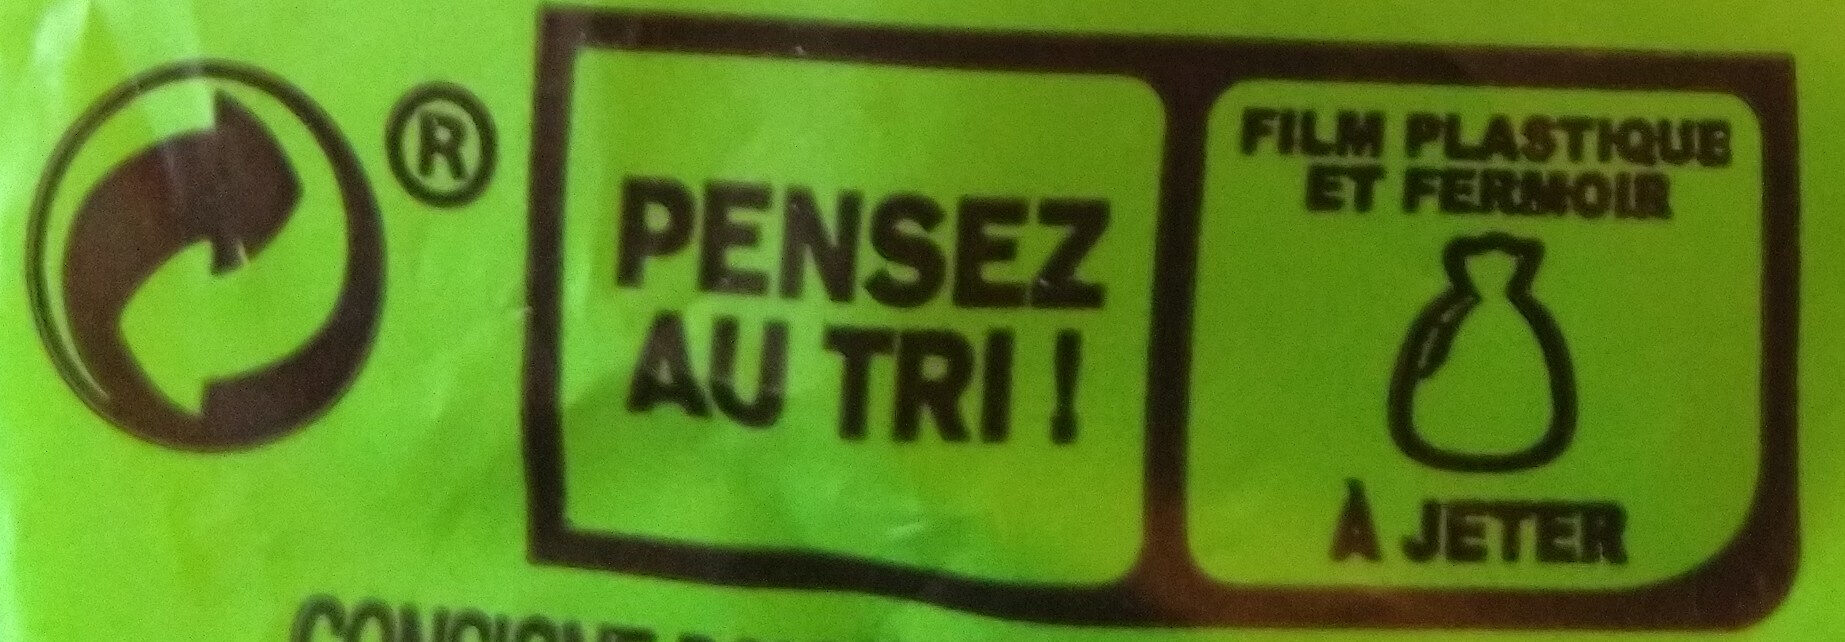 ®
PENSEZ
AU TRI !
FILM PLASTIQUE
ET FERMOIR
À JETER